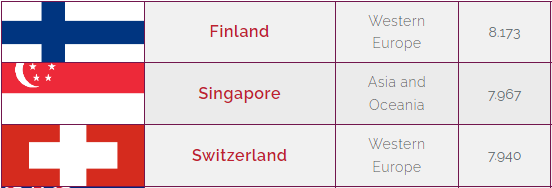 Finland
Western
Europe
8.173
Singapore
Asia and
Oceania
7.967
Switzerland
Western
Europe
7.940